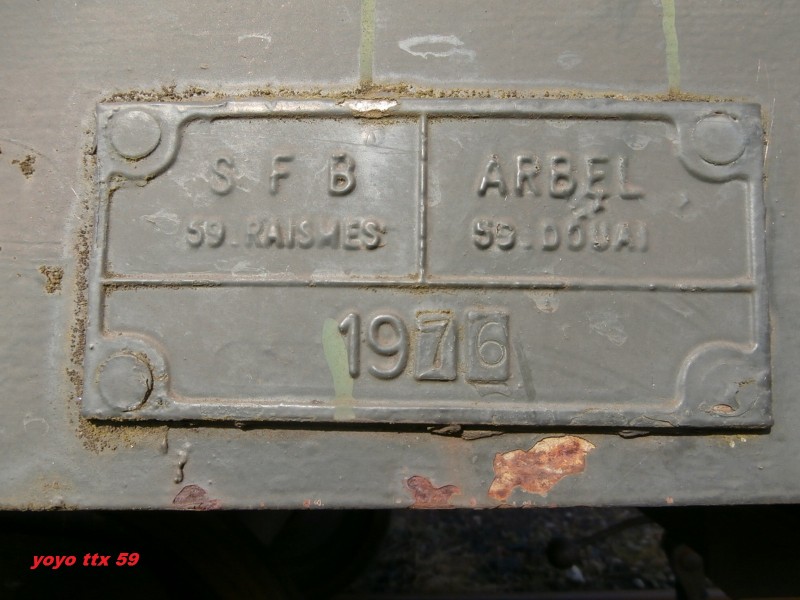 S F B
59.RAISMES
ARBEL
59.DOUAI
1976
yoyo ttx 59